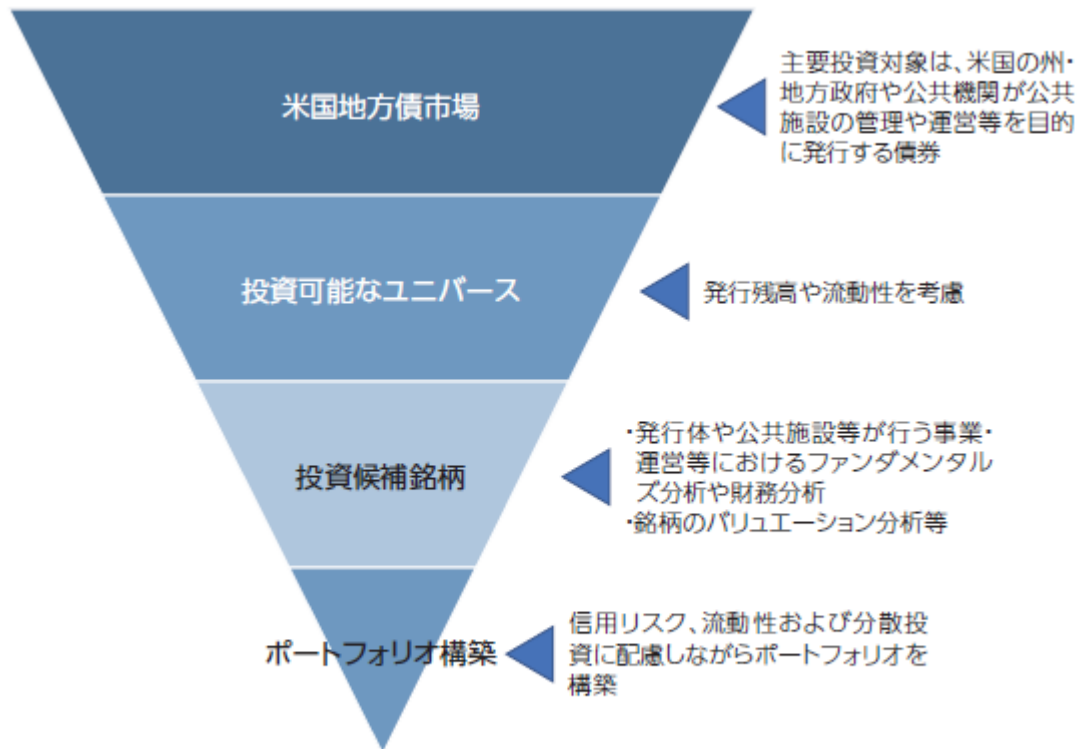 米国地方債市場
主要投資対象は、米国の州・
地方政府や公共機関が公共
施設の管理や運営等を目的
に発行する債券
投資可能なユニバース
発行残高や流動性を考慮
投資候補銘柄
・発行体や公共施設等が行う事業・
運営等におけるファンダメンタル
ズ分析や財務分析
・銘柄のバリュエーション分析等
ポートフォリオ構築
信用リスク、流動性および分散投
資に配慮しながらポートフォリオを
構築